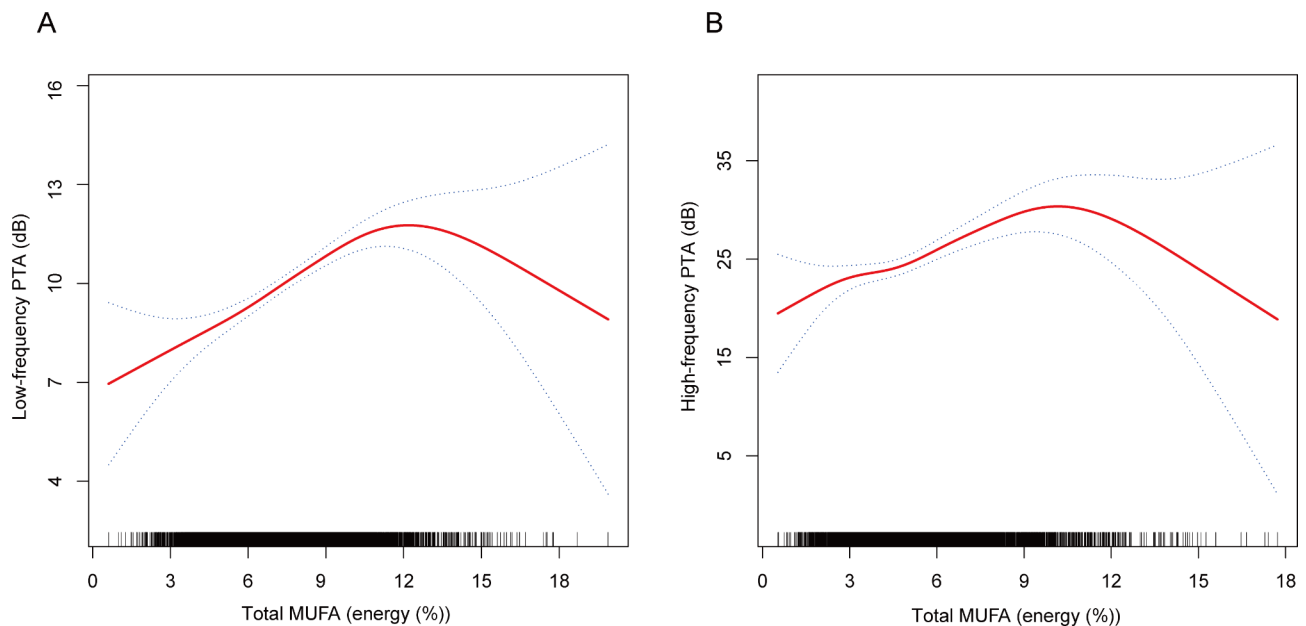 A
16
13
10
7
4
Low-frequency PTA (dB)
0 3 6 9 12 15 18
Total MUFA (energy (%))
B
35
25
15
5
High-frequency PTA (dB)
0 3 6 9 12 15 18
Total MUFA (energy (%))